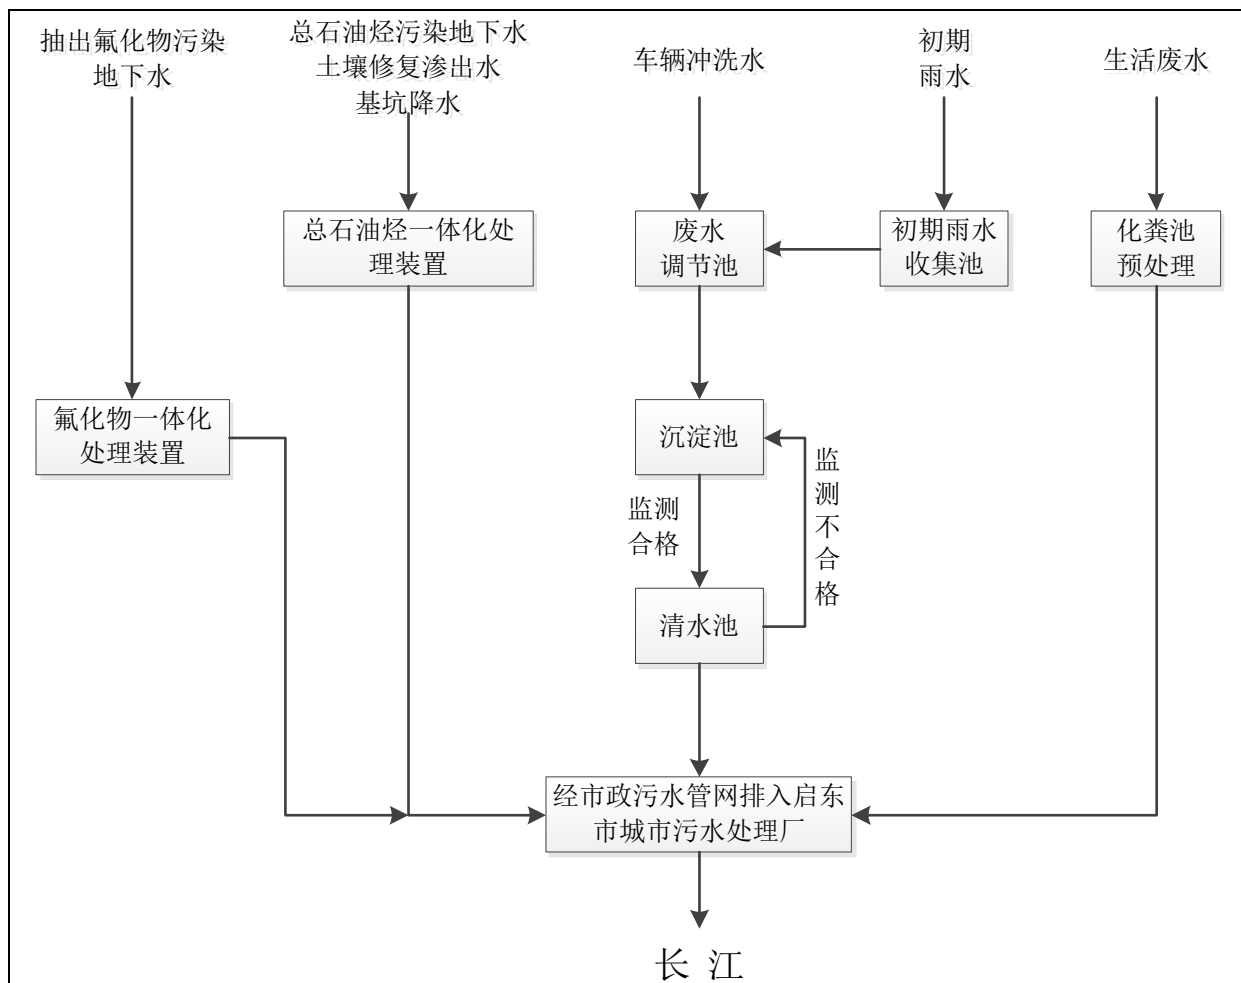 抽出氟化物污染
地下水
总石油烃污染地下水
土壤修复渗出水
基坑降水
车辆冲洗水
初期
雨水
生活废水
总石油烃一体化处
理装置
废水
调节池
初期雨水
收集池
化粪池
预处理
氟化物一体化
处理装置
沉淀池
监测
合格
监
测
不
合
格
清水池
经市政污水管网排入启东
市城市污水处理厂
长 江